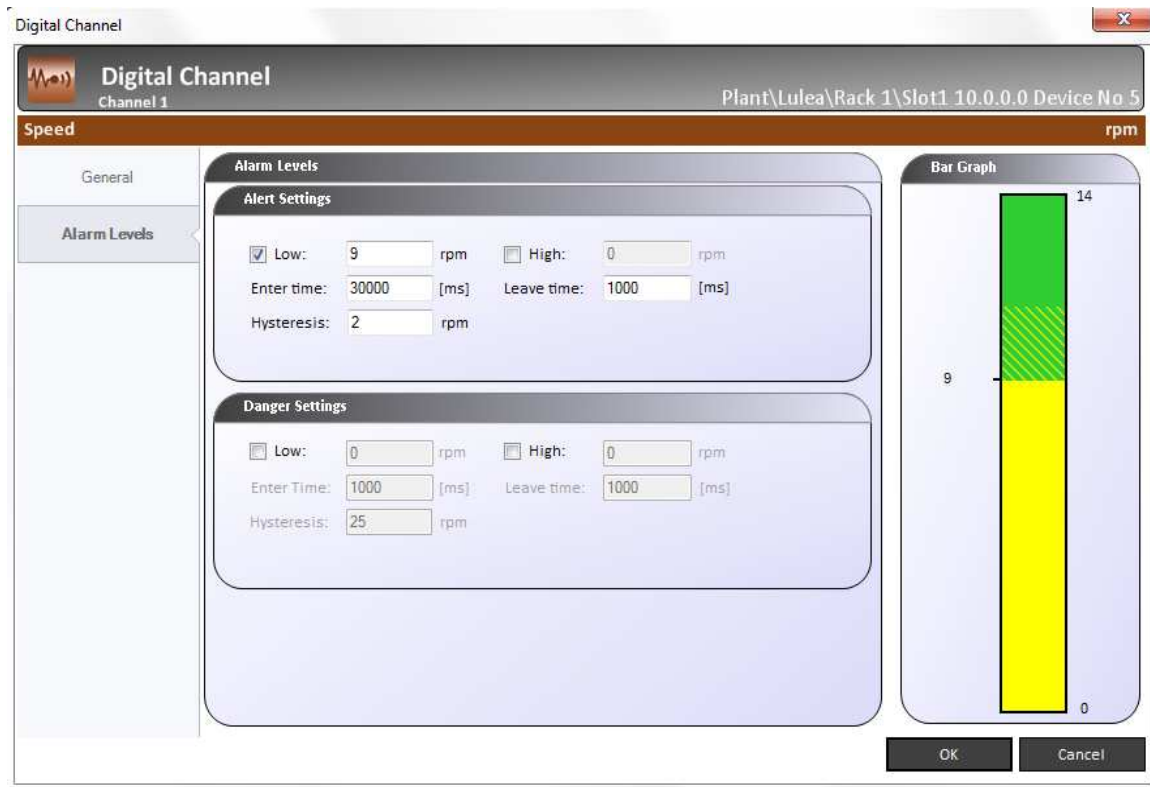 Digital Channel
x
Digital Channel
Channel 1
Plant\Lulea\Rack 1\Slot1 10.0.0.0 Device No 5
Speed rpm
General
Alarm Levels
Alarm Levels
Alert Settings
Low: 9 rpm High: 0 rpm
Enter time: 30000 [ms] Leave time: 1000 [ms]
Hysteresis: 2 rpm
Danger Settings
Low: 0 rpm High: 0 rpm
Enter Time: 1000 [ms] Leave time: 1000 [ms]
Hysteresis: 25 rpm
Bar Graph
14
9
0
OK Cancel